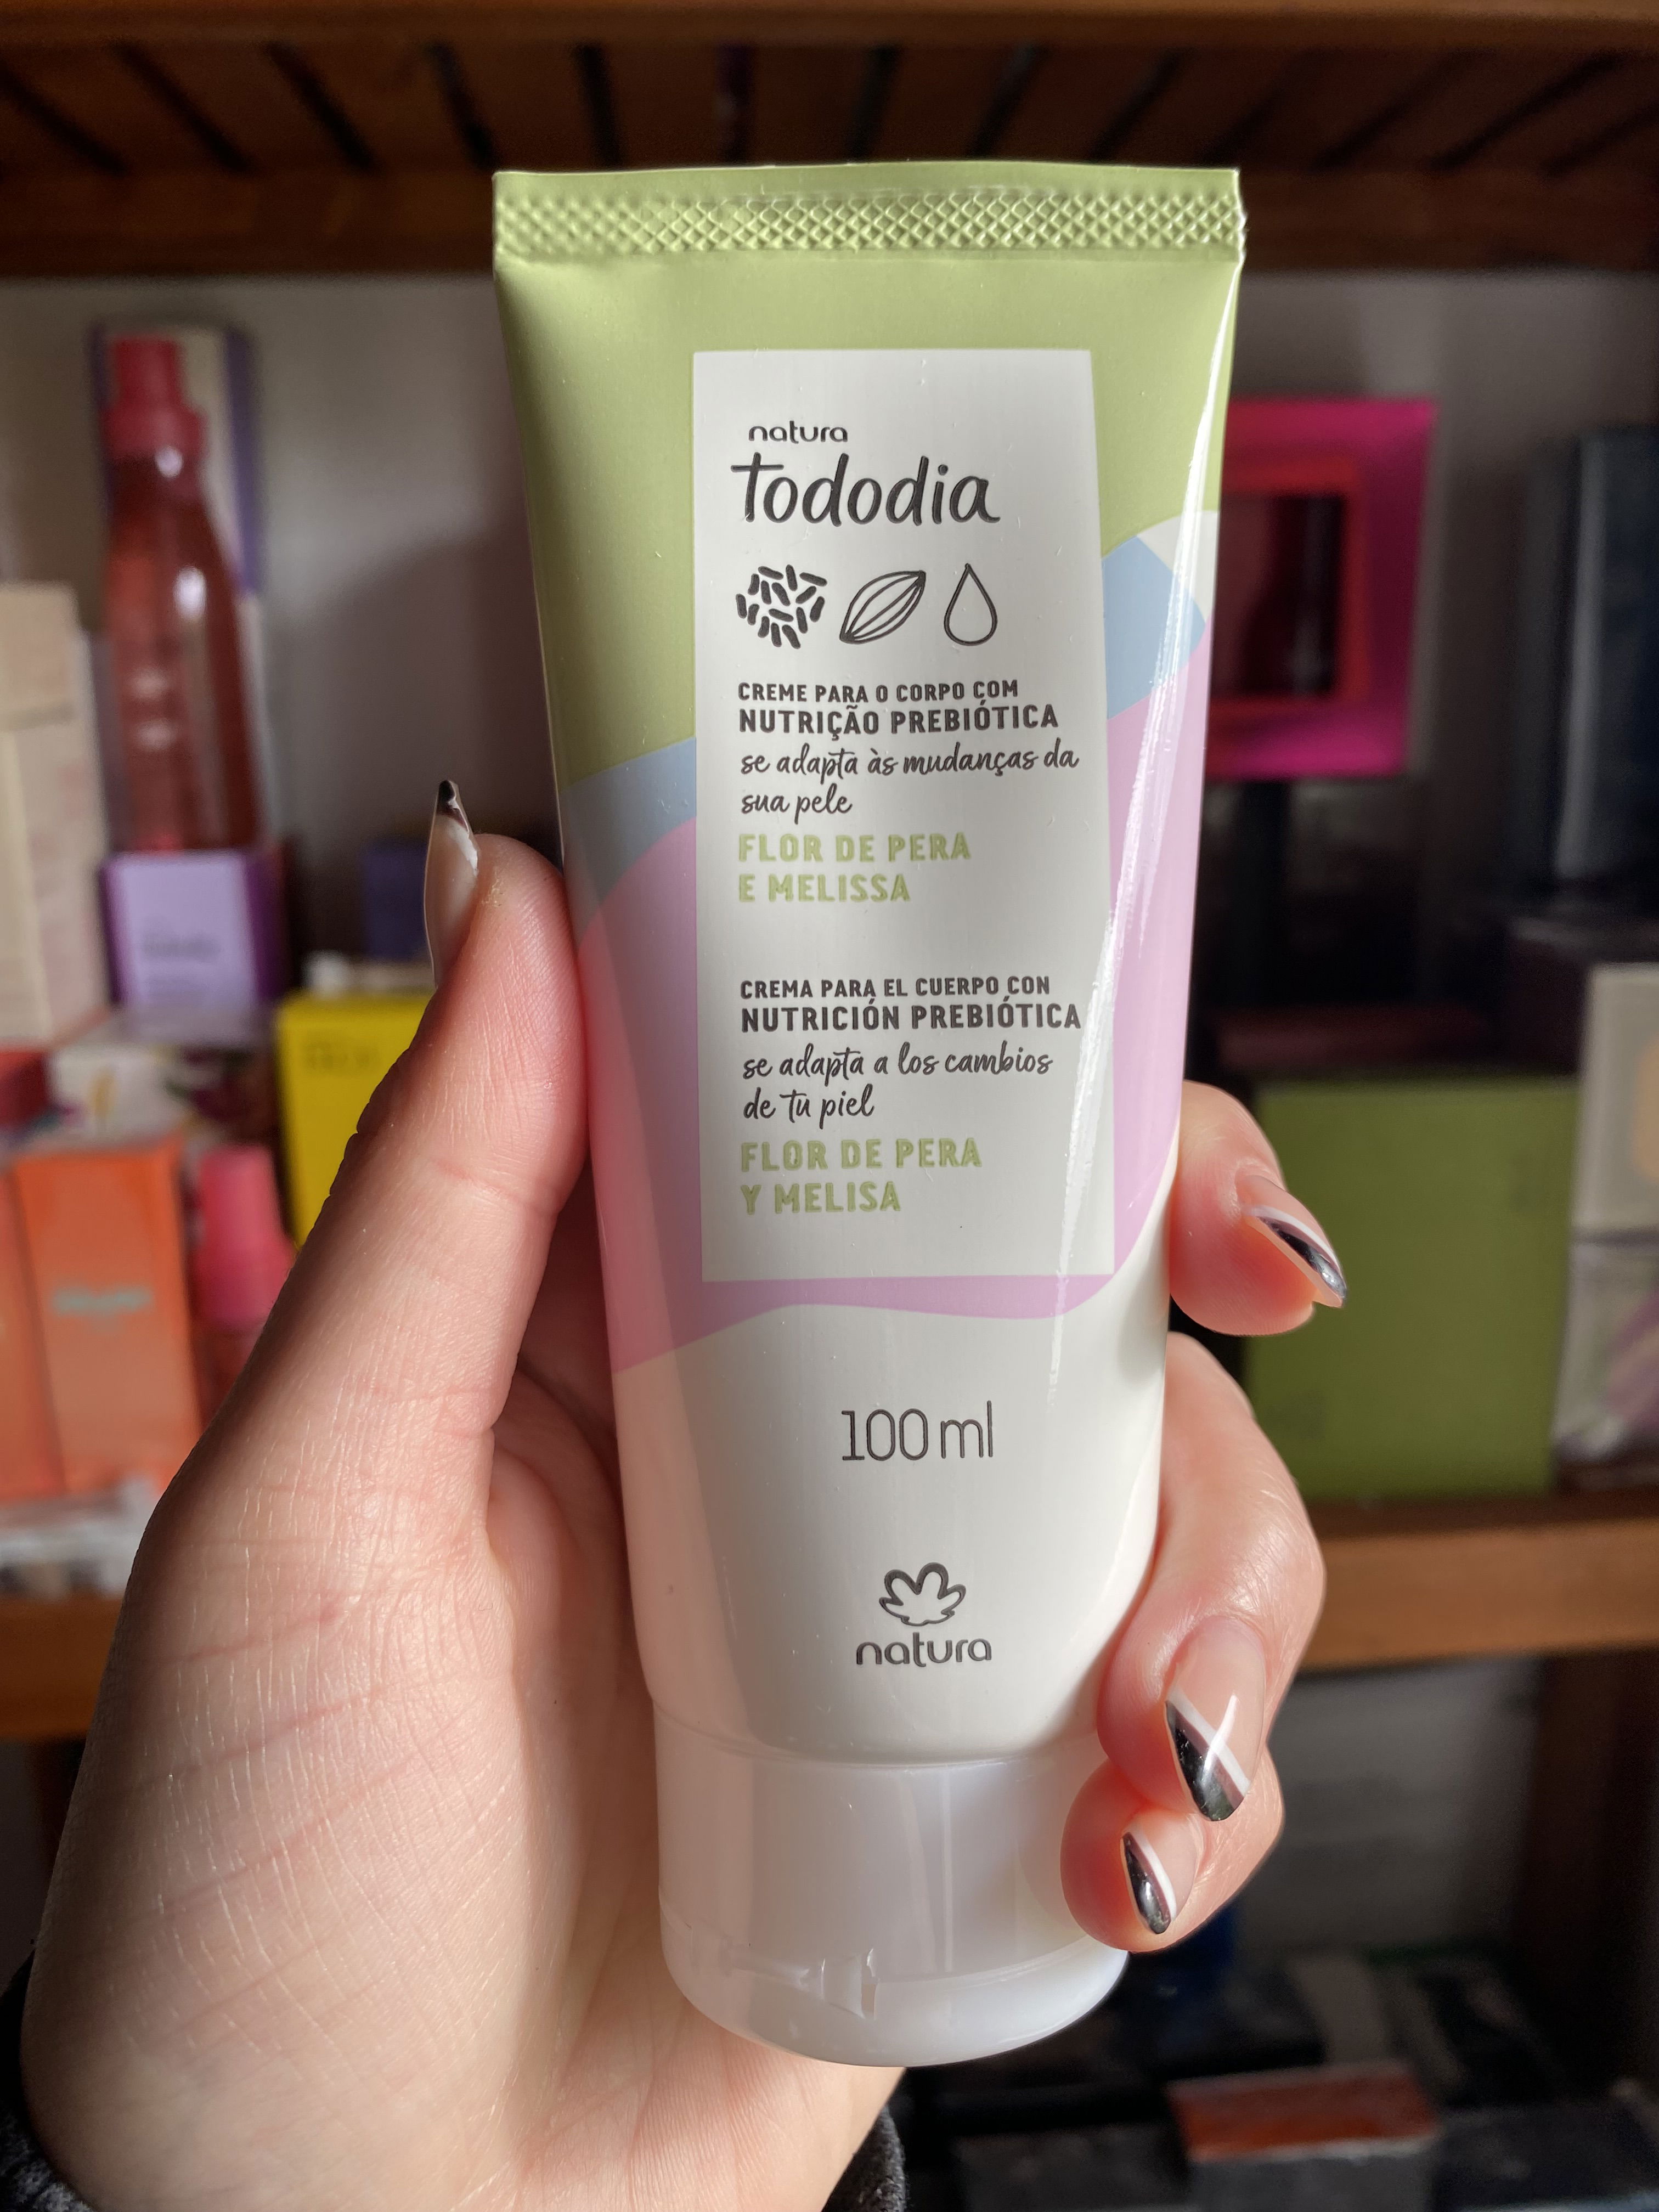 natura
Tododia
CREME PARA O CORPO COM
NUTRIÇÃO PREBIÓTICA
se adapta às mudanças da
sua pele
FLOR DE PERA
E MELISSA
CREMA PARA EL CUERPO CON
NUTRICIÓN PREBIÓTICA
se adapta a los cambios
de tu piel
FLOR DE PERA
Y MELISA
100 ml
natura